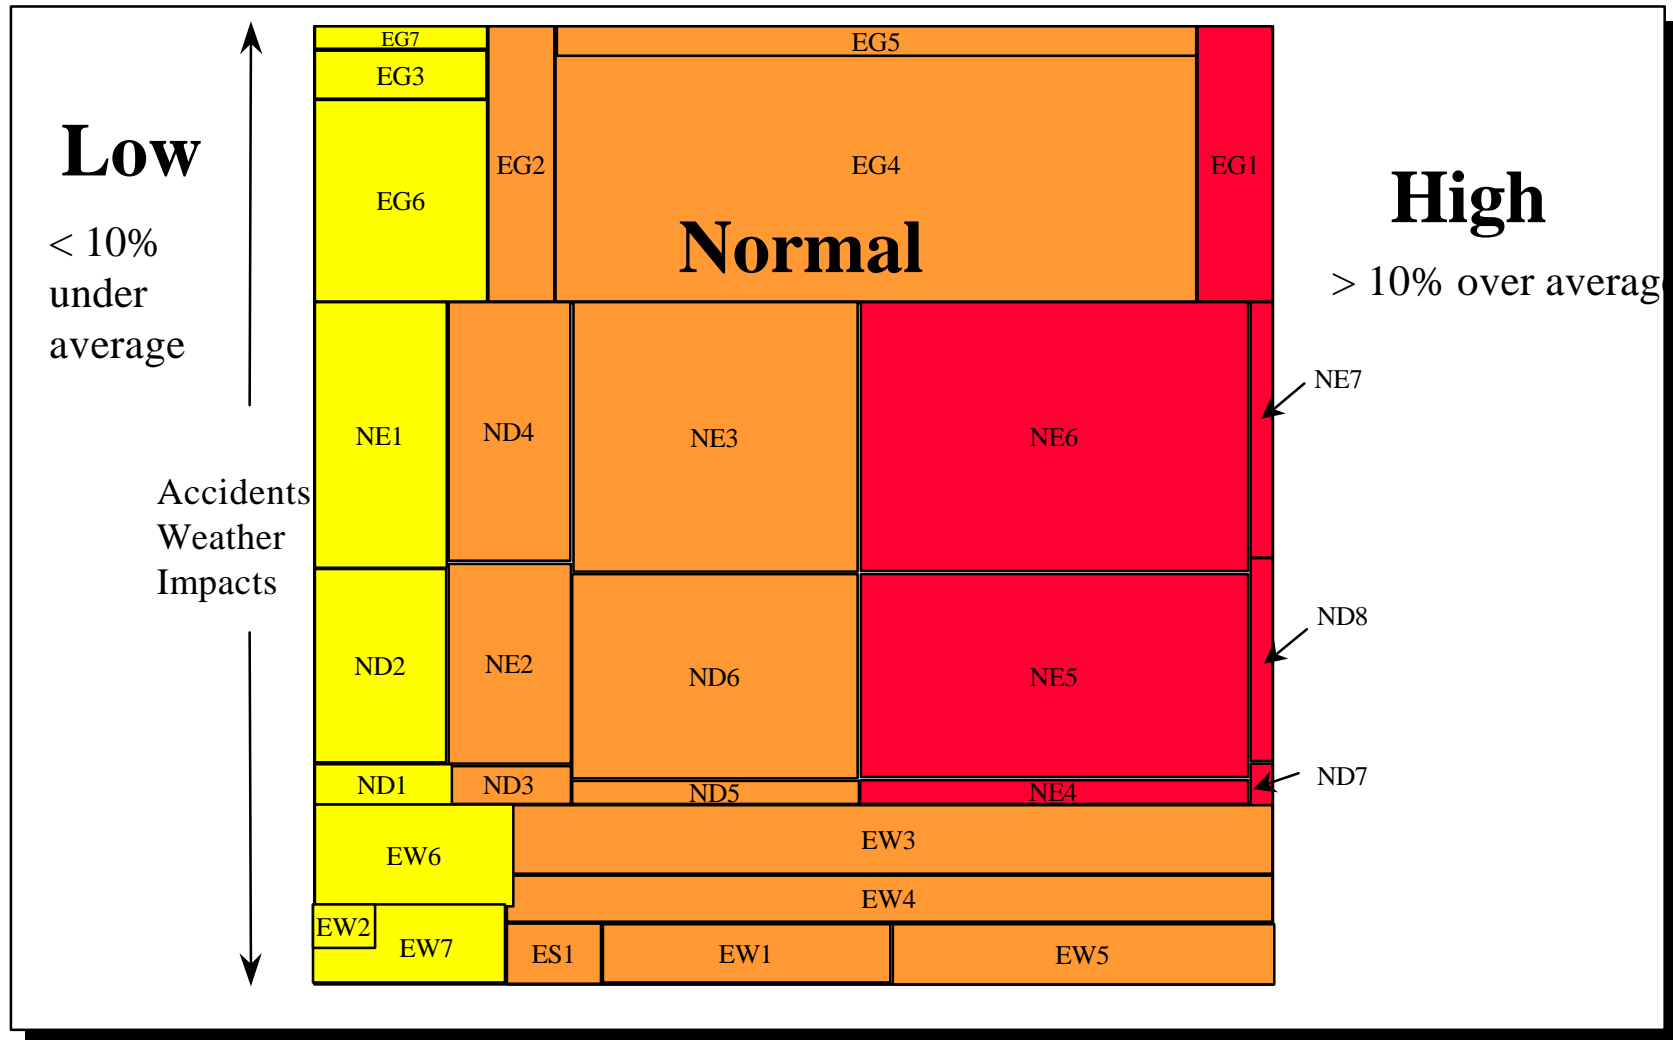 Low
< 10%
under
average
Accidents
Weather
Impacts
EG7
EG3
EG6
EG2
EG5
EG4
EG1
Normal
High
> 10% over average
NE1
ND4
NE3
NE6
NE7
ND2
NE2
ND6
NE5
ND8
ND1
ND3
ND5
NE4
ND7
EW6
EW3
EW4
EW2
EW7
ES1
EW1
EW5